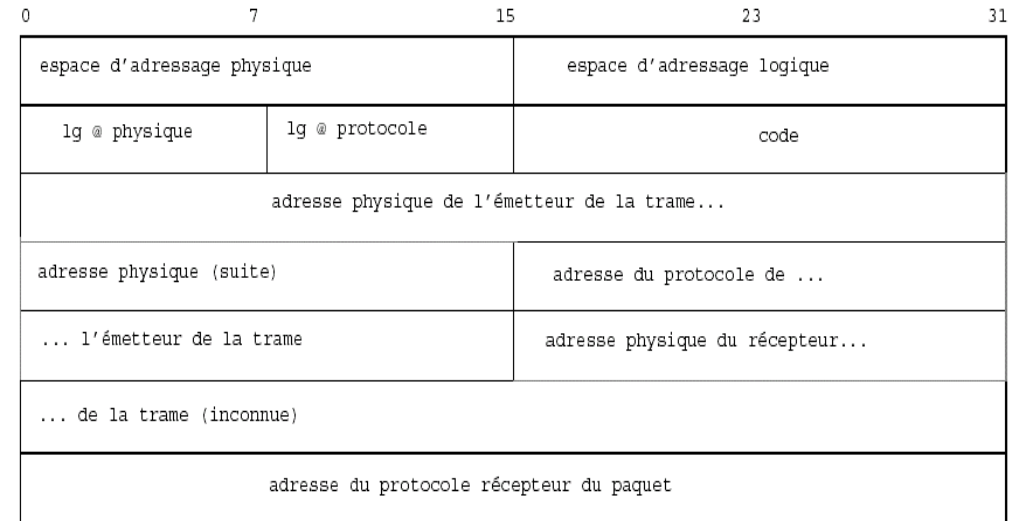 0 7 15 23 31
espace d'adressage physique espace d'adressage logique
lg @ physique lg @ protocole code
adresse physique de l'émetteur de la trame...
adresse physique (suite) adresse du protocole de ...
... l'émetteur de la trame adresse physique du récepteur...
... de la trame (inconnue)
adresse du protocole récepteur du paquet